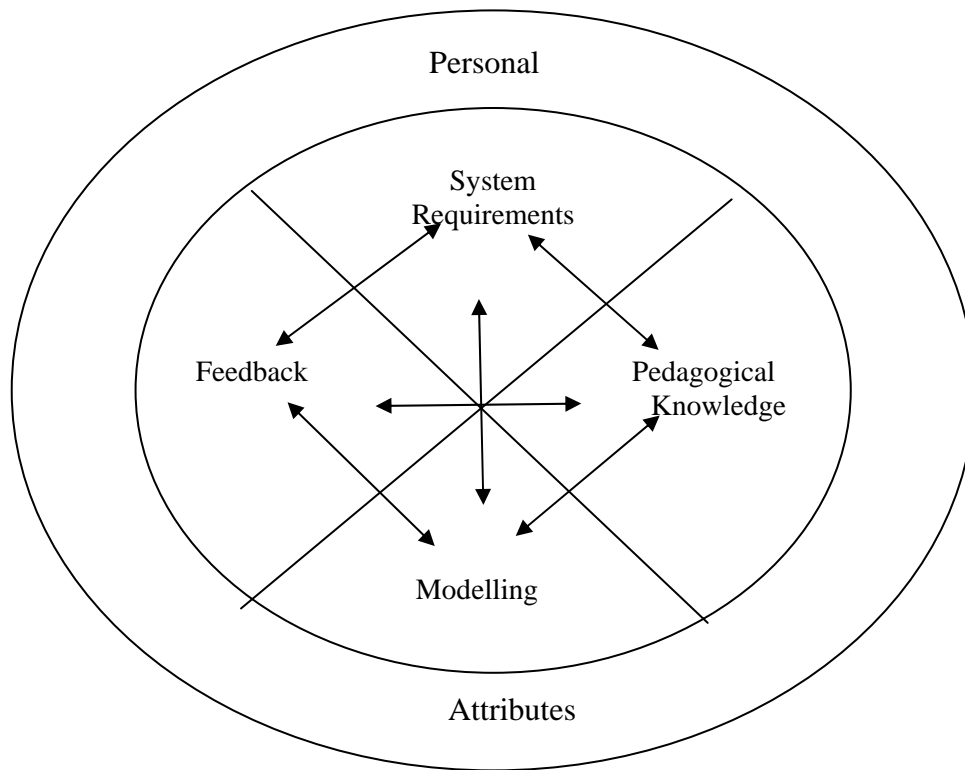 Personal
System
Requirements
Feedback
Pedagogical
Knowledge
Modelling
Attributes